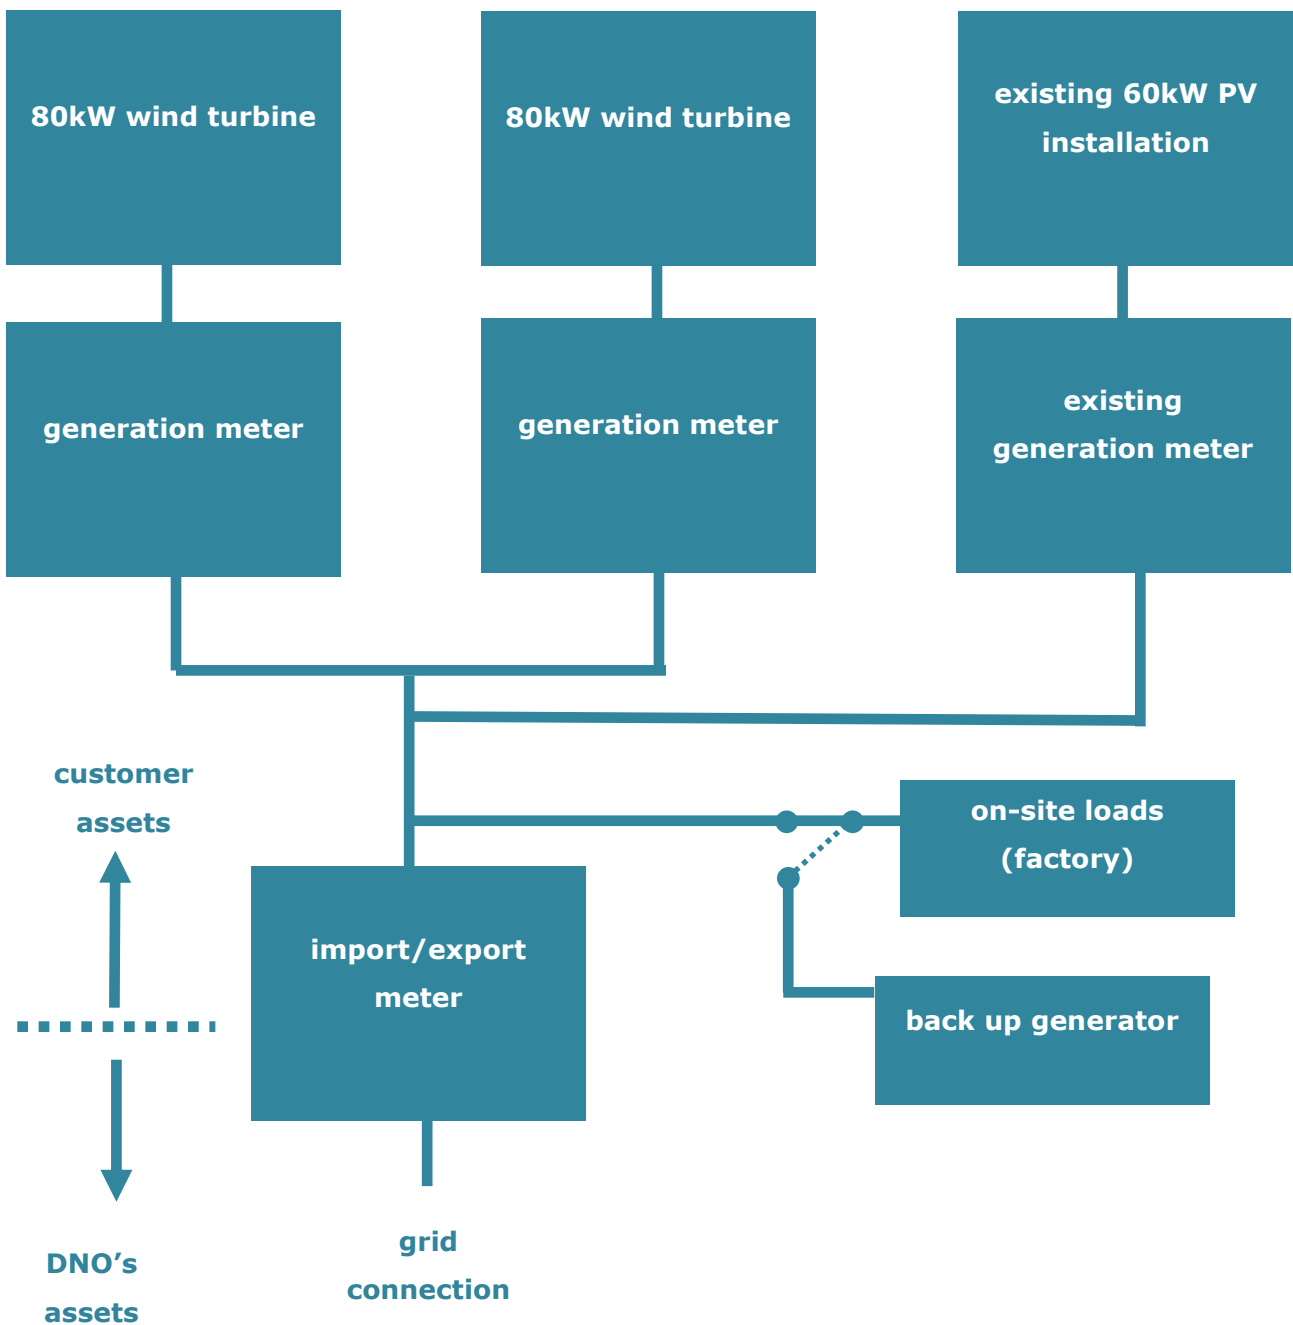 80kW wind turbine
80kW wind turbine
existing 60kW PV
installation
generation meter
generation meter
existing
generation meter
customer
assets
on-site loads
(factory)
import/export
meter
back up generator
grid
connection
DNO’s
assets